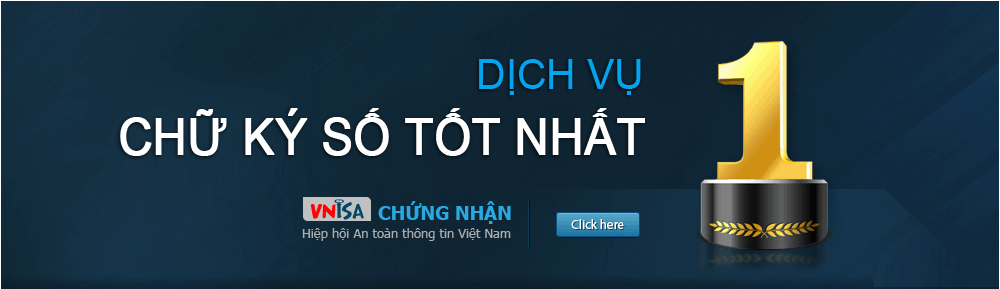 DỊCH VỤ
CHỮ KÝ SỐ TỐT NHẤT
1
VNISA CHỨNG NHẬN
Hiệp hội An toàn thông tin Việt Nam
Click here